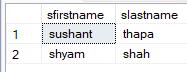 sfirstname slastname
1 sushant thapa
2 shyam shah